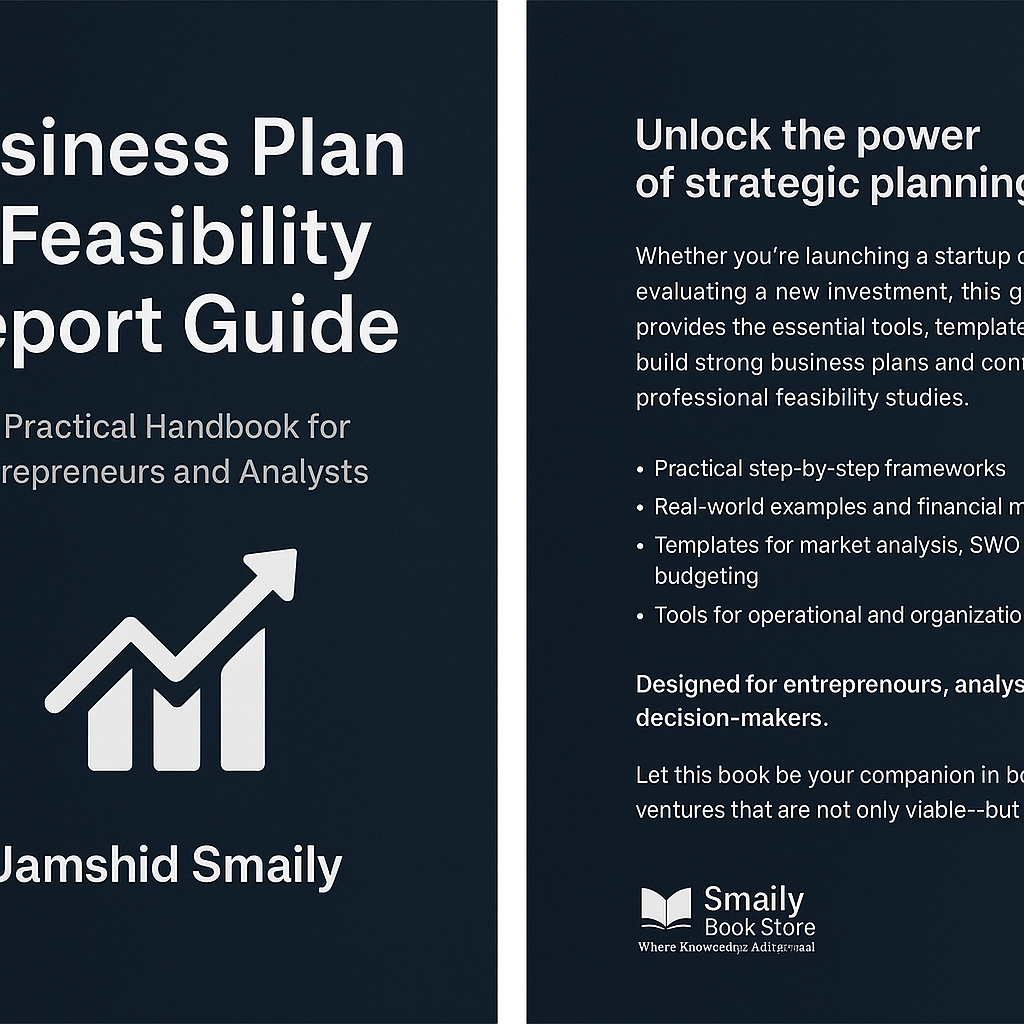 siness Plan
Feasibility
eport Guide
Practical Handbook for
repreneurs and Analysts
Jamshid Smaily
Unlock the power
of strategic planning
Whether you’re launching a startup o
evaluating a new investment, this g
provides the essential tools, template
build strong business plans and con
professional feasibility studies.
• Practical step-by-step frameworks
• Real-world examples and financial m
• Templates for market analysis, SWO
budgeting
• Tools for operational and organizatio
Designed for entreprenours, analys
decision-makers.
Let this book be your companion in bo
ventures that are not only viable--but
Smaily
Book Store
Where